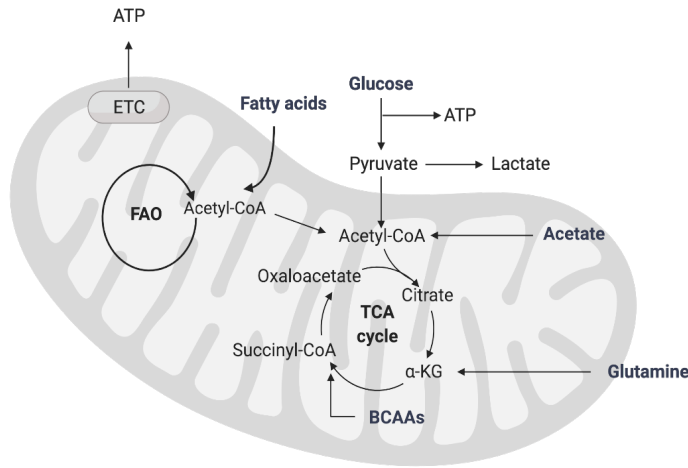 ATP
ETC
Fatty acids
Glucose
ATP
Pyruvate
Lactate
FAO
Acetyl-CoA
Acetyl-CoA
Acetate
Oxaloacetate
Citrate
TCA
cycle
Succinyl-CoA
α-KG
Glutamine
BCAAs